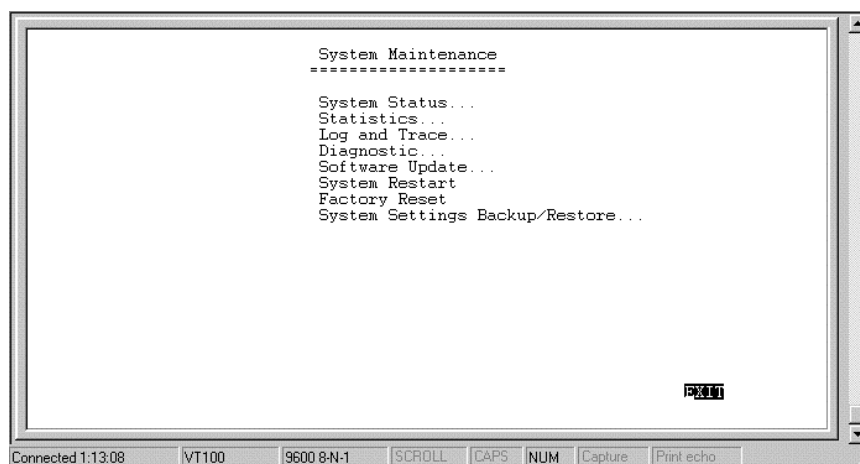 System Maintenance
=====================
System Status...
Statistics...
Log and Trace...
Diagnostic...
Software Update...
System Restart
Factory Reset
System Settings Backup/Restore...
EXIT
Connected 1:13:08 VT100 9600 8-N-1 SCROLL CAPS NUM Capture Print echo